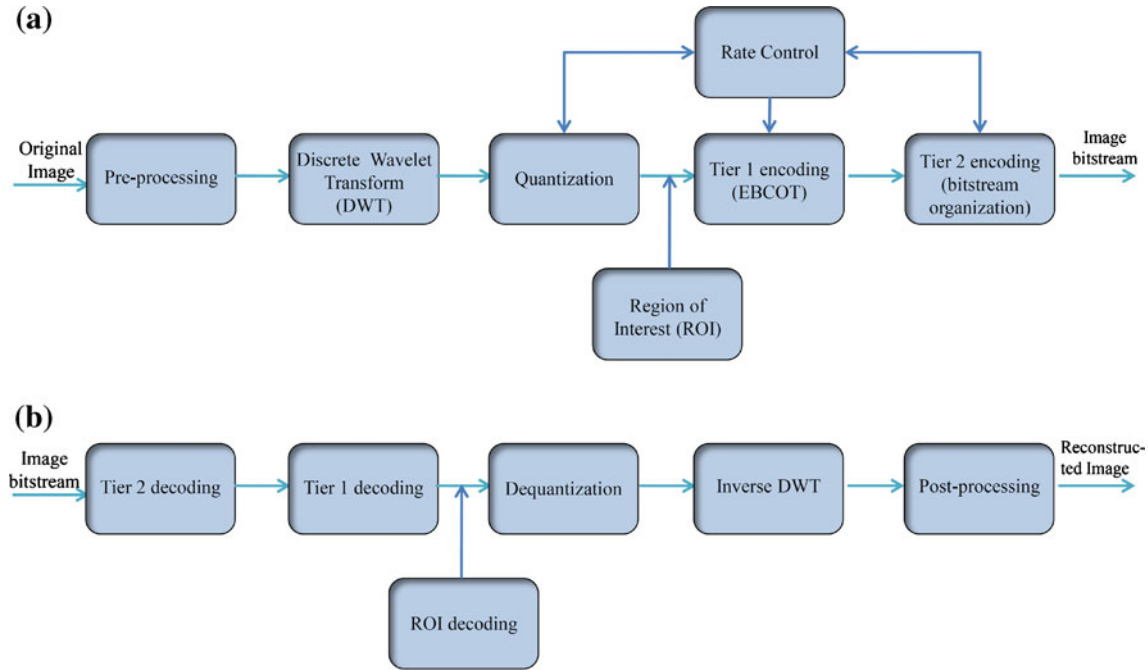 (a)
Rate Control
Original
Image
Pre-processing
Discrete Wavelet
Transform
(DWT)
Quantization
Tier 1 encoding
(EBCOT)
Tier 2 encoding
(bitstream
organization)
Image
bitstream
Region of
Interest (ROI)
(b)
Image
bitstream
Tier 2 decoding
Tier 1 decoding
Dequantization
Inverse DWT
Post-processing
Reconstruc-
ted Image
ROI decoding